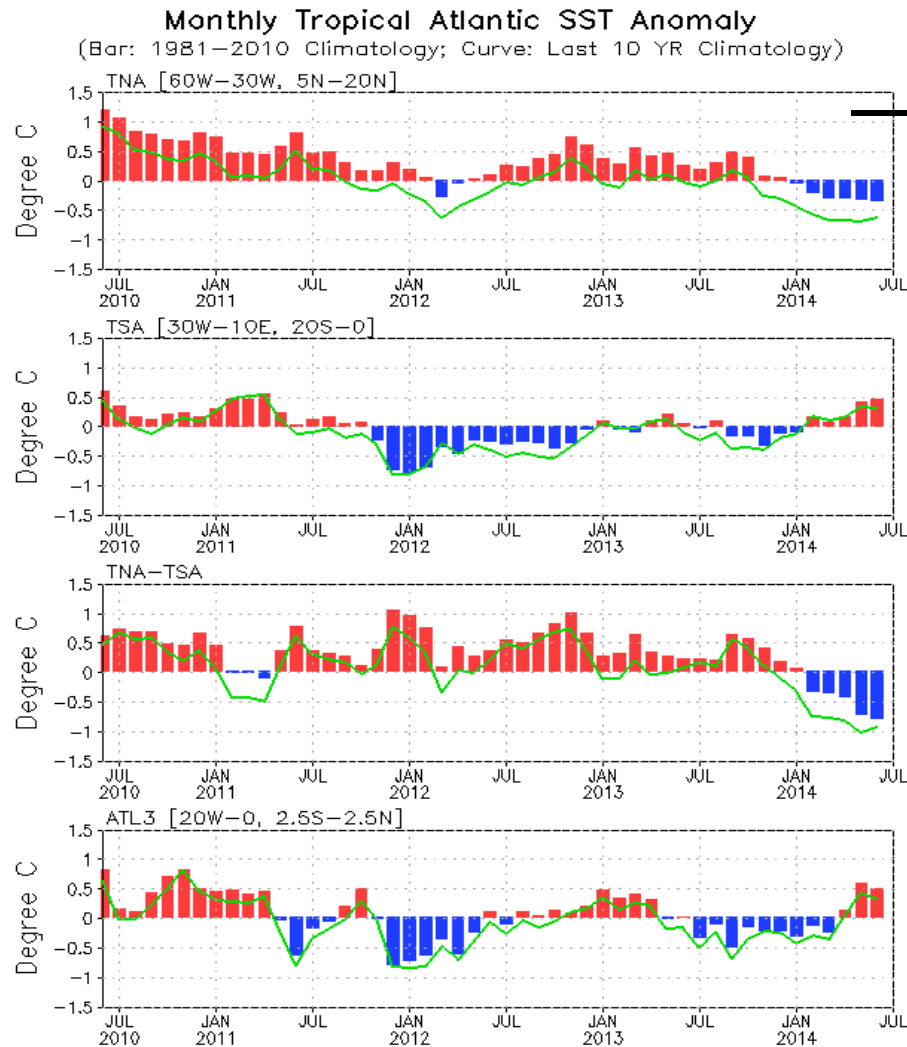 Monthly Tropical Atlantic SST Anomaly
(Bar: 1981-2010 Climatology; Curve: Last 10 YR Climatology)
TNA [60W-30W, 5N-20N]
Degree C
1.5
1
0.5
0
-0.5
-1
-1.5
JUL JAN JUL JAN JUL JAN JUL JAN JUL
2010 2011 2012 2013 2014
TSA [30W-10E, 20S-0]
Degree C
1.5
1
0.5
0
-0.5
-1
-1.5
JUL JAN JUL JAN JUL JAN JUL JAN JUL
2010 2011 2012 2013 2014
TNA-TSA
Degree C
1.5
1
0.5
0
-0.5
-1
-1.5
JUL JAN JUL JAN JUL JAN JUL JAN JUL
2010 2011 2012 2013 2014
ATL3 [20W-0, 2.5S-2.5N]
Degree C
1.5
1
0.5
0
-0.5
-1
-1.5
JUL JAN JUL JAN JUL JAN JUL JAN JUL
2010 2011 2012 2013 2014